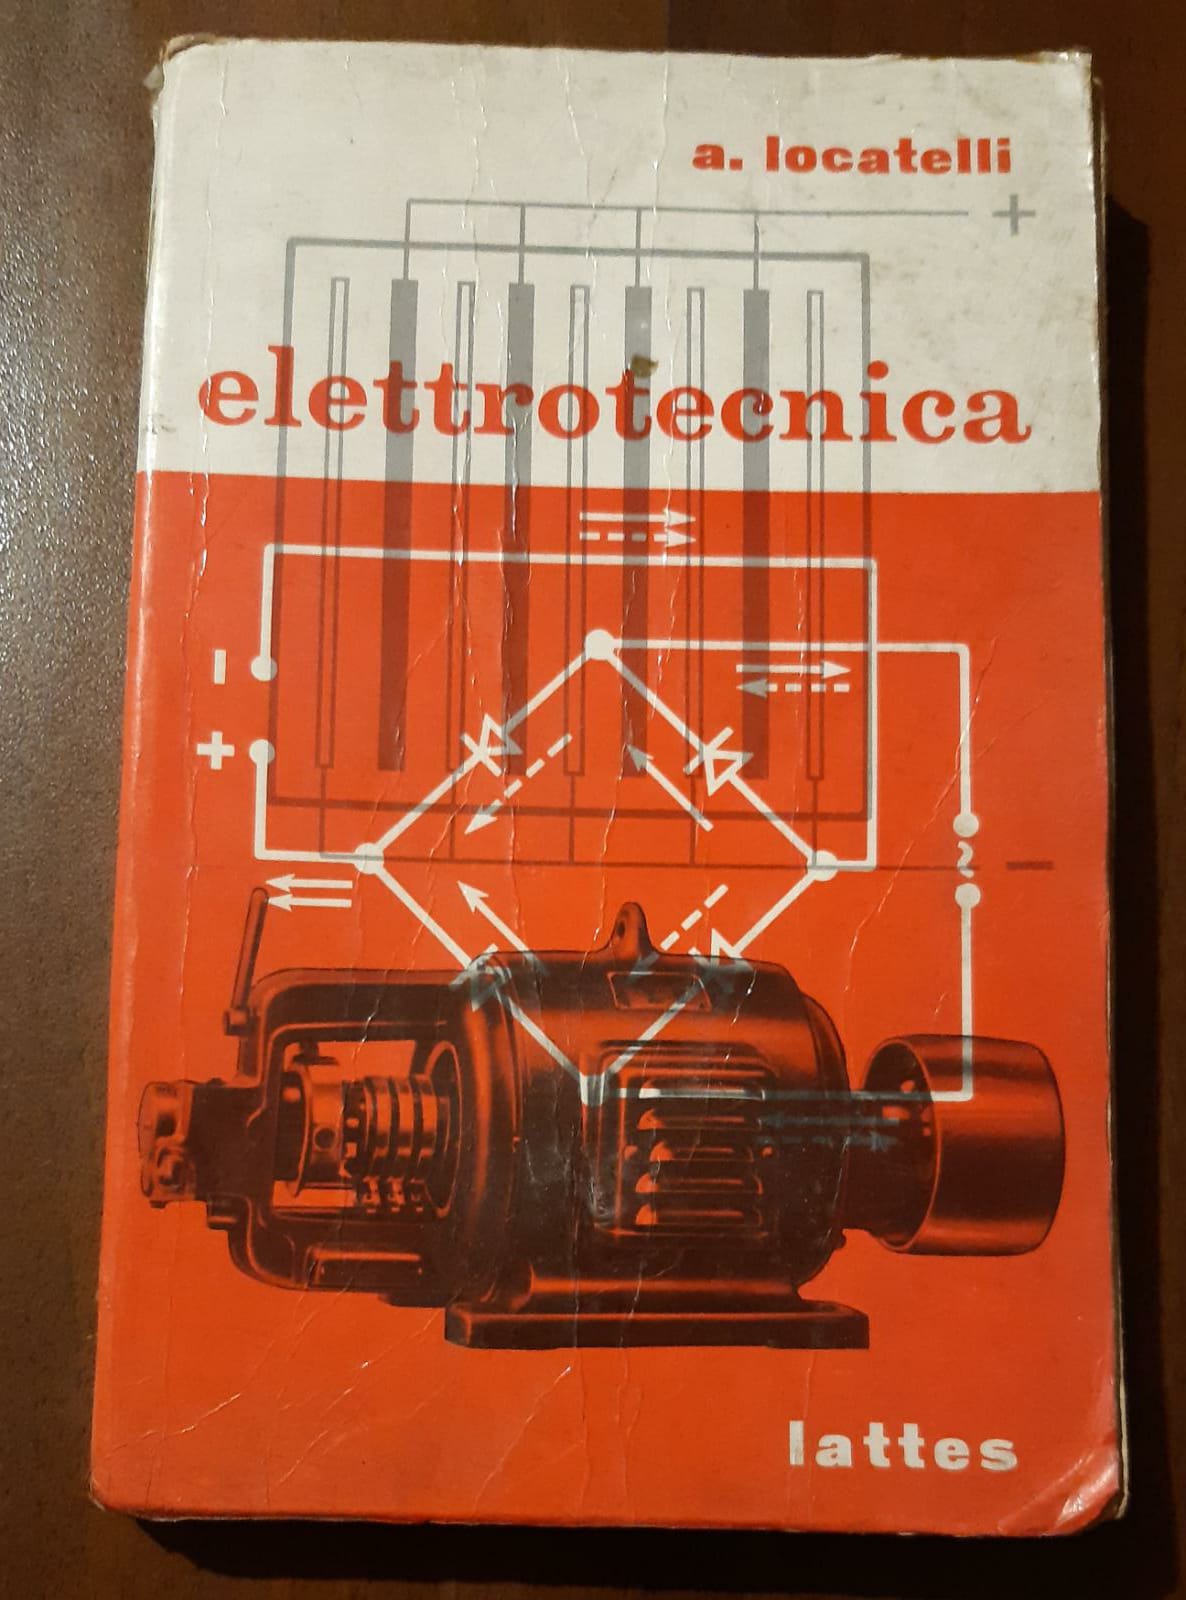 a. locatelli
+
elettrotecnica
–
+
~
—
lattes